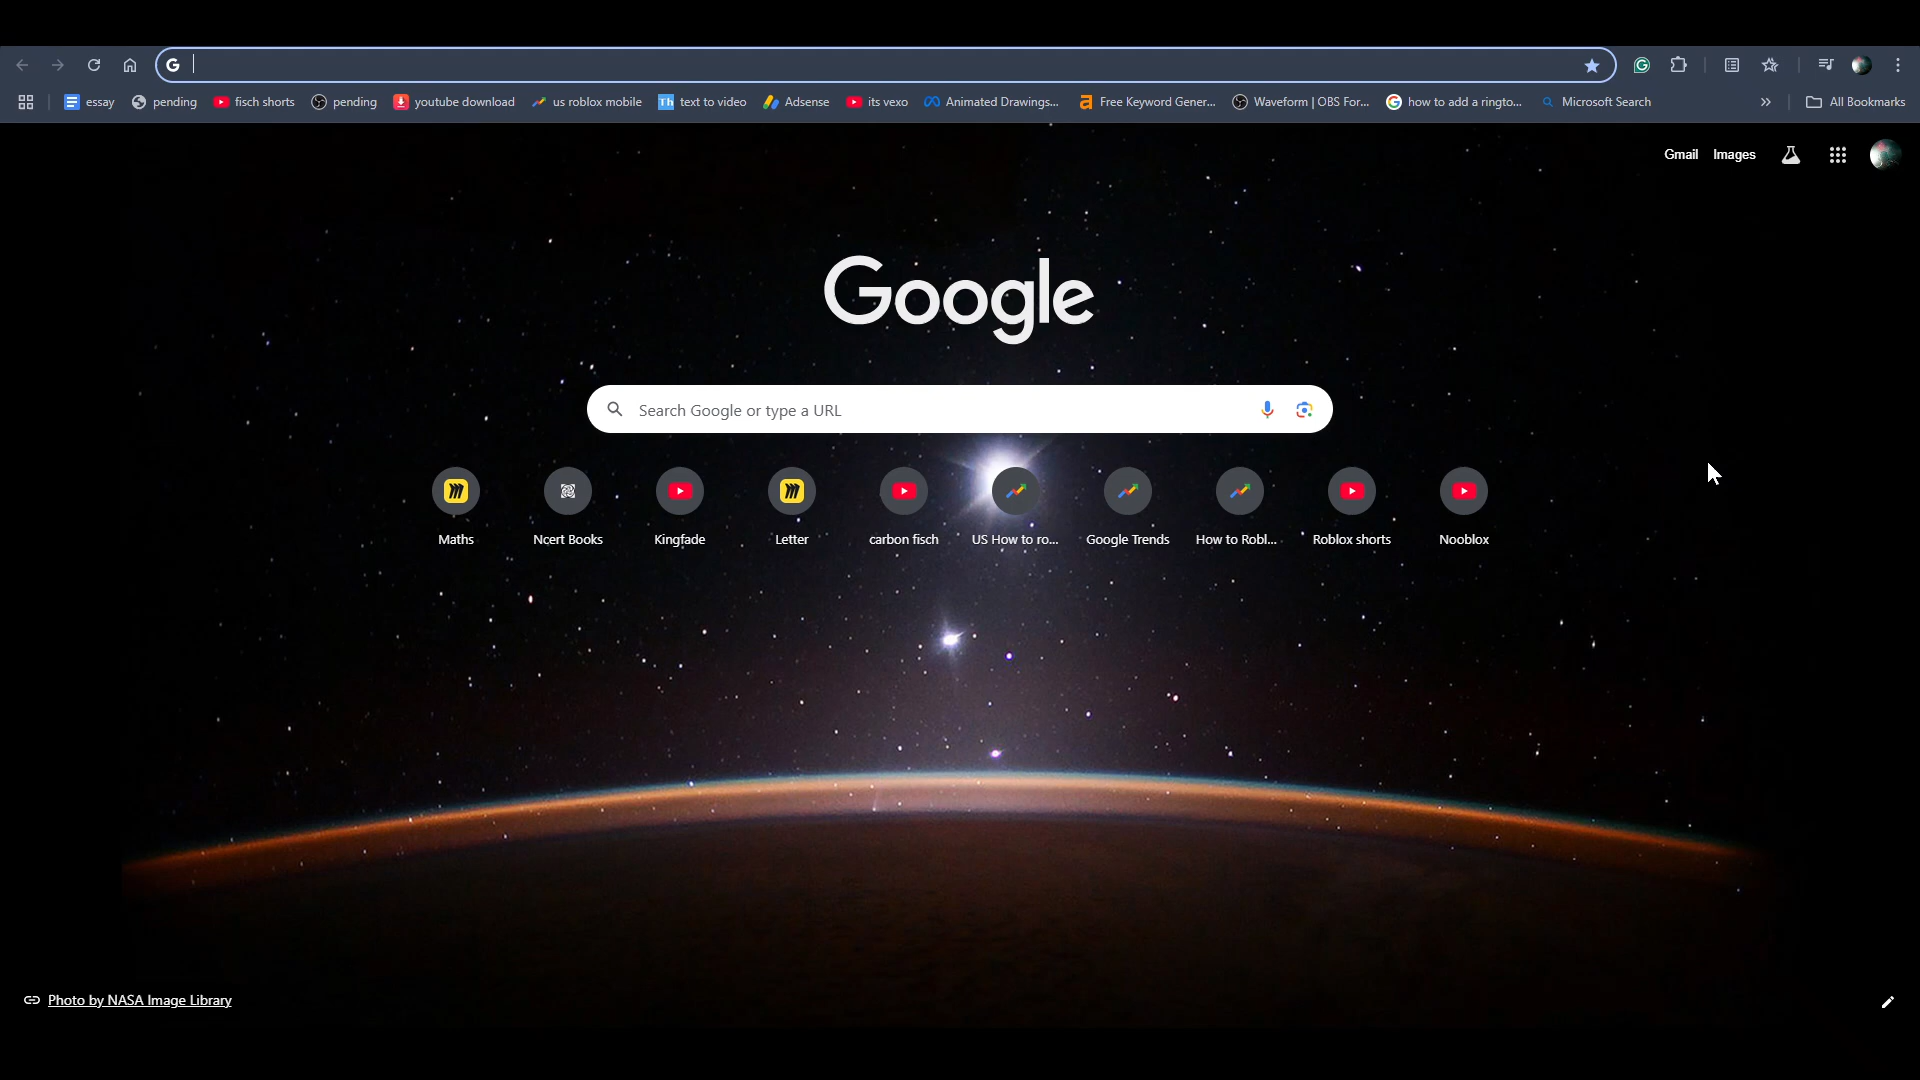 essay pending fisch shorts pending youtube download us roblox mobile Th text to video Adsense its vexo Animated Drawings... Free Keyword Gener... Waveform | OBS For... how to add a ringto... Microsoft Search All Bookmarks
Gmail Images
Google
Search Google or type a URL
Maths Ncert Books Kingfade Letter carbon fisch US How to ro... Google Trends How to Robl... Roblox shorts Nooblox
Photo by NASA Image Library